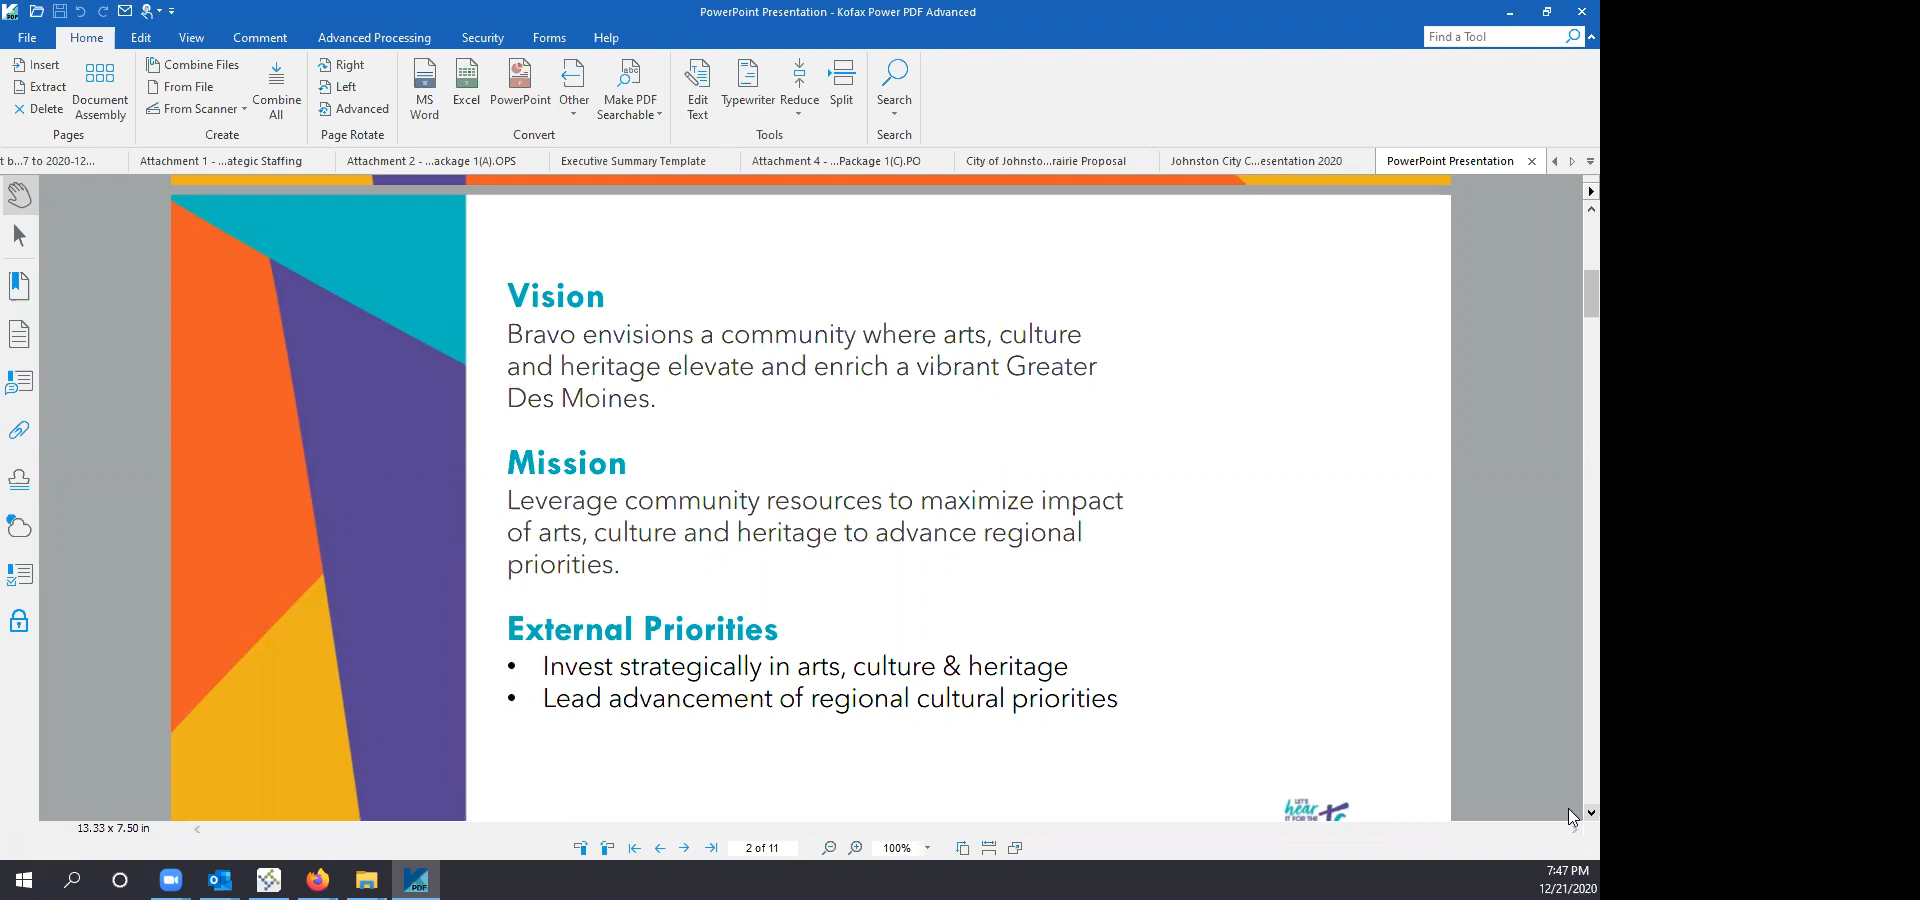 PowerPoint Presentation - Kofax Power PDF Advanced
File Home Edit View Comment Advanced Processing Security Forms Help
Find a Tool
Insert
Extract
Delete
Document Assembly
Pages
Combine Files
From File
From Scanner
Combine All
Create
Right
Left
Advanced
Page Rotate
MS Word
Excel
PowerPoint
Other
Make PDF Searchable
Convert
Edit Text
Typewriter
Reduce
Split
Tools
Search
Search
t b...7 to 2020-12... Attachment 1 - ...ategic Staffing Attachment 2 - ...ackage 1(A).OPS Executive Summary Template Attachment 4 - ...Package 1(C).PO City of Johnsto...rairie Proposal Johnston City C...esentation 2020 PowerPoint Presentation
Vision
Bravo envisions a community where arts, culture
and heritage elevate and enrich a vibrant Greater
Des Moines.
Mission
Leverage community resources to maximize impact
of arts, culture and heritage to advance regional
priorities.
External Priorities
• Invest strategically in arts, culture & heritage
• Lead advancement of regional cultural priorities
LET'S
hear
IT FOR THE
13.33 x 7.50 in
2 of 11
100%
PDF
7:47 PM
12/21/2020